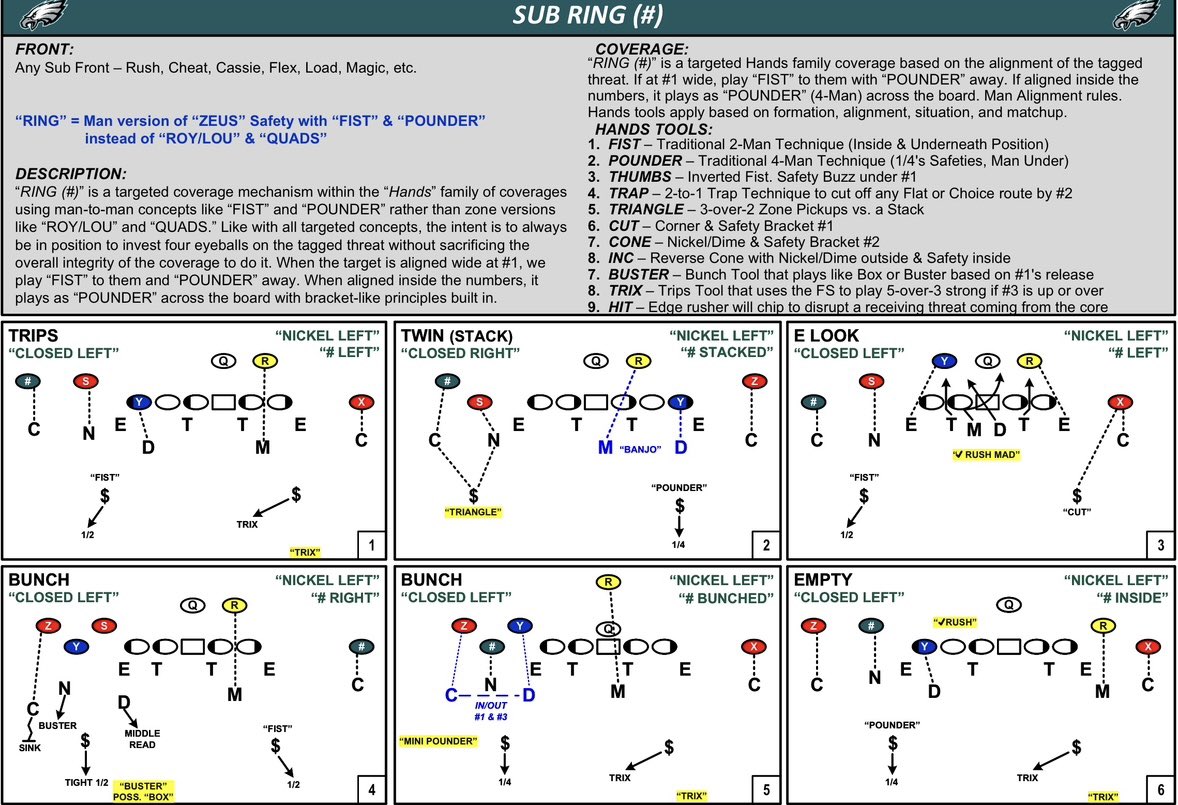 SUB RING (#)
FRONT:
Any Sub Front – Rush, Cheat, Cassie, Flex, Load, Magic, etc.
“RING” = Man version of “ZEUS” Safety with “FIST” & “POUNDER”
instead of “ROY/LOU” & “QUADS”
DESCRIPTION:
“RING (#)” is a targeted coverage mechanism within the “Hands” family of coverages
using man-to-man concepts like “FIST” and “POUNDER” rather than zone versions
like “ROY/LOU” and “QUADS.” Like with all targeted concepts, the intent is to always
be in position to invest four eyeballs on the tagged threat without sacrificing the
overall integrity of the coverage to do it. When the target is aligned wide at #1, we
play “FIST” to them and “POUNDER” away. When aligned inside the numbers, it
plays as “POUNDER” across the board with bracket-like principles built in.
COVERAGE:
“RING (#)” is a targeted Hands family coverage based on the alignment of the tagged
threat. If at #1 wide, play “FIST” to them with “POUNDER” away. If aligned inside the
numbers, it plays as “POUNDER” (4-Man) across the board. Man Alignment rules.
Hands tools apply based on formation, alignment, situation, and matchup.
HANDS TOOLS:
1. FIST – Traditional 2-Man Technique (Inside & Underneath Position)
2. POUNDER – Traditional 4-Man Technique (1/4's Safeties, Man Under)
3. THUMBS – Inverted Fist. Safety Buzz under #1
4. TRAP – 2-to-1 Trap Technique to cut off any Flat or Choice route by #2
5. TRIANGLE – 3-over-2 Zone Pickups vs. a Stack
6. CUT – Corner & Safety Bracket #1
7. CONE – Nickel/Dime & Safety Bracket #2
8. INC – Reverse Cone with Nickel/Dime outside & Safety inside
7. BUSTER – Bunch Tool that plays like Box or Buster based on #1's release
8. TRIX – Trips Tool that uses the FS to play 5-over-3 strong if #3 is up or over
9. HIT – Edge rusher will chip to disrupt a receiving threat coming from the core
TRIPS
“NICKEL LEFT”
“CLOSED LEFT”
“# LEFT”
Q R
# S
Y X
C N E T T E C
D M
“FIST”
$ $
TRIX
1/2
“TRIX”
1
TWIN (STACK)
“NICKEL LEFT”
“CLOSED RIGHT”
“# STACKED”
Q R
# Z
S Y
E T T E
C N M “BANJO” D C
$
“TRIANGLE”
“POUNDER”
$
1/4
2
E LOOK
“NICKEL LEFT”
“CLOSED LEFT”
“# LEFT”
Y Q R
S
# X
E T M D T E
C N C
“✓ RUSH MAD”
“FIST”
$ $
“CUT”
1/2
3
BUNCH
“NICKEL LEFT”
“CLOSED LEFT”
“# RIGHT”
Q R
Z S
Y #
E T T E
N M C
C D
BUSTER
SINK
MIDDLE
READ
“FIST”
$ $
TIGHT 1/2
1/2
“BUSTER”
POSS. “BOX”
4
BUNCH
“NICKEL LEFT”
“CLOSED LEFT”
“# BUNCHED”
R
Z Y Q
# X
E T T E
C N D M C
IN/OUT
#1 & #3
“MINI POUNDER”
$ $
TRIX
1/4
“TRIX”
5
EMPTY
“NICKEL LEFT”
“CLOSED LEFT”
“# INSIDE”
Q
“✓RUSH”
Z # R
Y X
E T T E
C N D M C
“POUNDER”
$ $
TRIX
1/4
“TRIX”
6